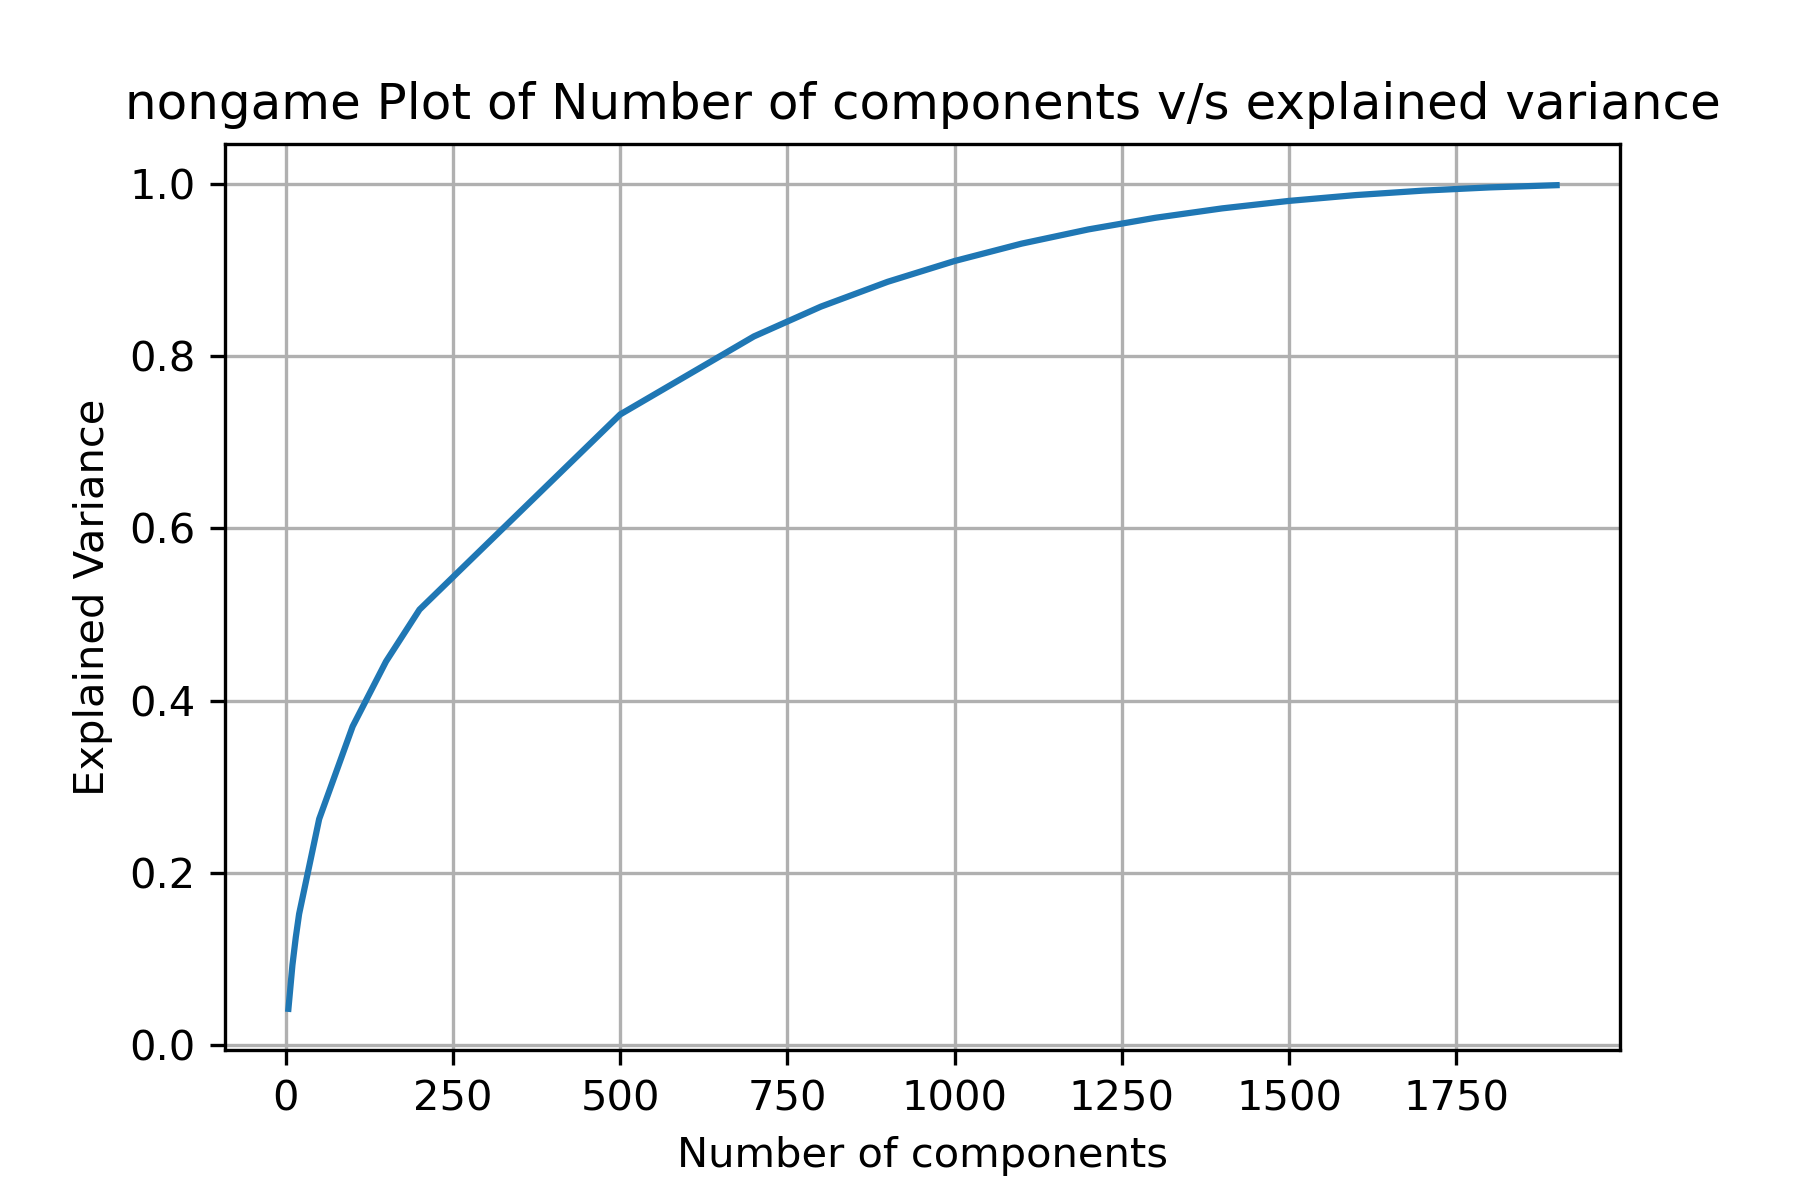 nongame Plot of Number of components v/s explained variance
1.0
0.8
0.6
0.4
0.2
0.0
Explained Variance
0 250 500 750 1000 1250 1500 1750
Number of components